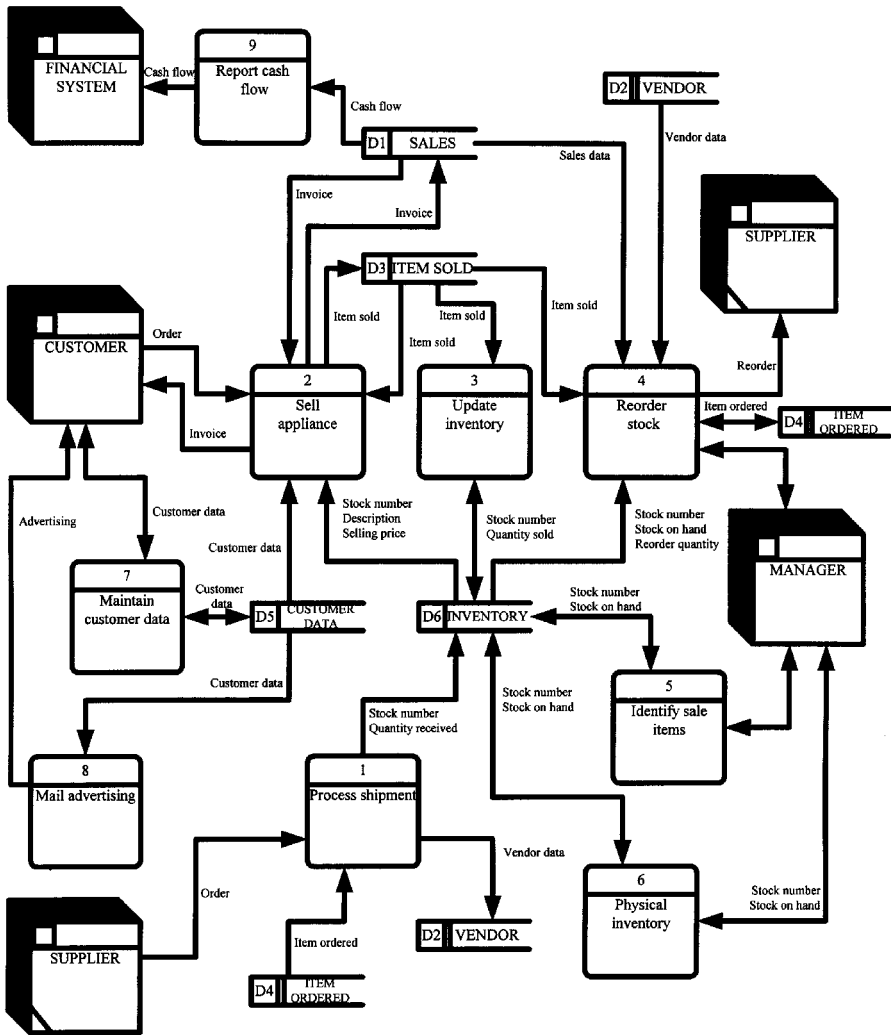 FINANCIAL
SYSTEM
Cash flow
9
Report cash
flow
Cash flow
D1 SALES
Sales data
D2 VENDOR
Vendor data
Invoice
Invoice
SUPPLIER
D3 ITEM SOLD
Item sold
Item sold
Item sold
Item sold
CUSTOMER
Order
2
Sell
appliance
3
Update
inventory
4
Reorder
stock
Reorder
Item ordered
D4 ITEM
ORDERED
Invoice
Advertising
Customer data
Customer data
Stock number
Description
Selling price
Stock number
Quantity sold
Stock number
Stock on hand
Reorder quantity
MANAGER
7
Maintain
customer data
Customer
data
D5 CUSTOMER
DATA
D6 INVENTORY
Stock number
Stock on hand
Customer data
Stock number
Quantity received
Stock number
Stock on hand
5
Identify sale
items
8
Mail advertising
1
Process shipment
Order
Vendor data
6
Physical
inventory
Stock number
Stock on hand
SUPPLIER
Item ordered
D4 ITEM
ORDERED
D2 VENDOR